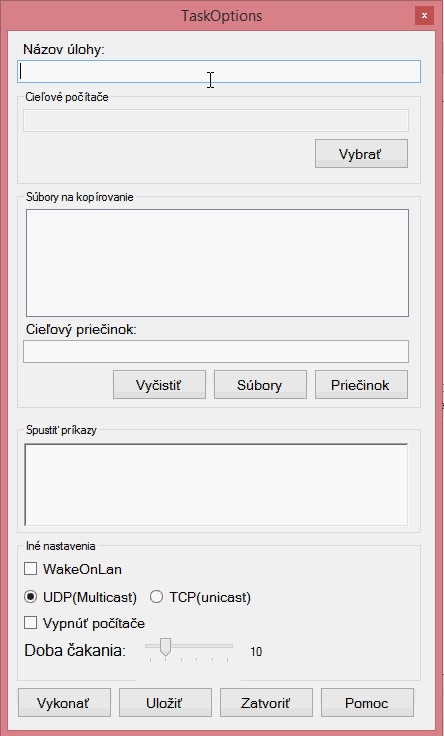 TaskOptions x
Názov úlohy:
Cieľové počítače
Vybrať
Súbory na kopírovanie
Cieľový priečinok:
Vyčistiť Súbory Priečinok
Spustiť príkazy
Iné nastavenia
WakeOnLan
UDP(Multicast) TCP(unicast)
Vypnúť počítače
Doba čakania: 10
Vykonať Uložiť Zatvoriť Pomoc